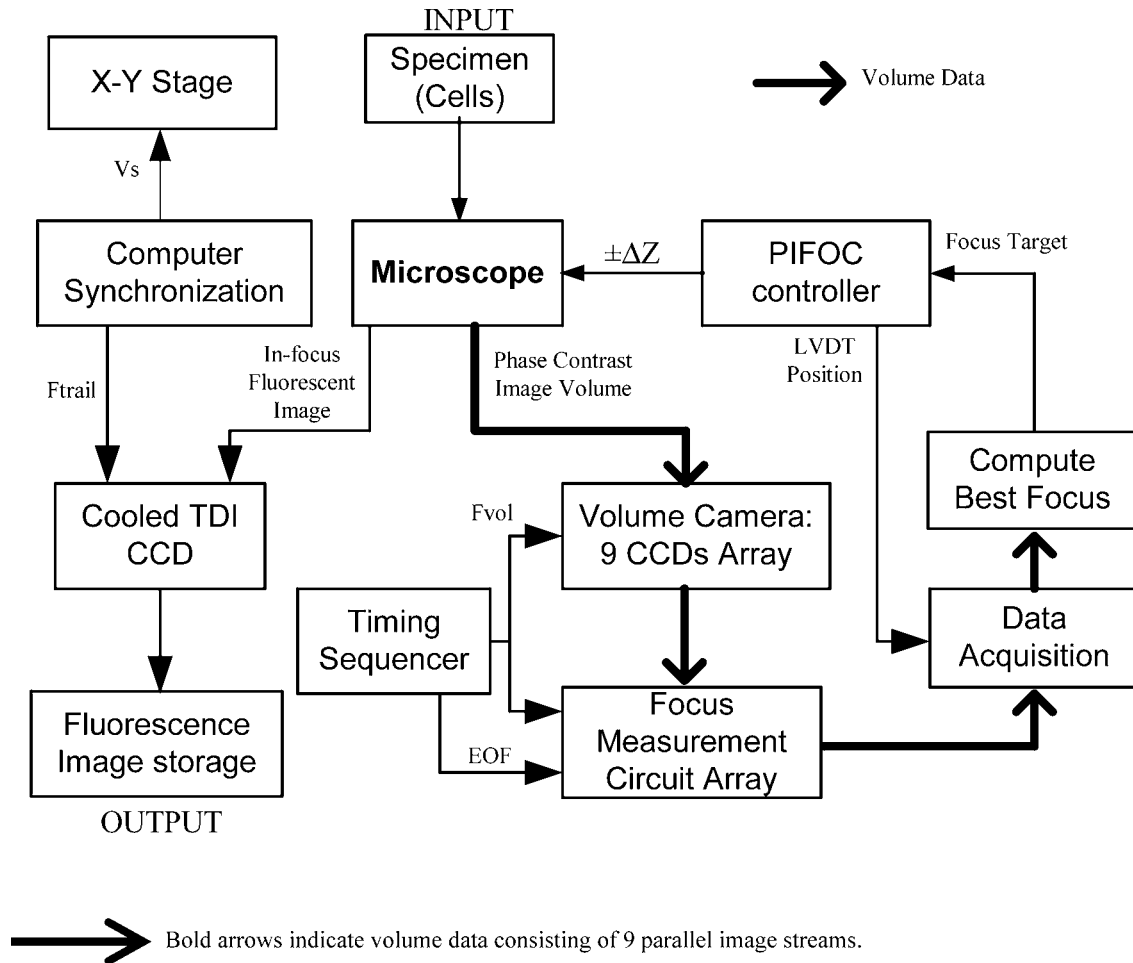 INPUT
Specimen
(Cells)
X-Y Stage
Volume Data
Vs
Computer
Synchronization
Microscope
±ΔZ
PIFOC
controller
Focus Target
Ftrail
In-focus
Fluorescent
Image
Phase Contrast
Image Volume
LVDT
Position
Compute
Best Focus
Cooled TDI
CCD
Fvol
Volume Camera:
9 CCDs Array
Timing
Sequencer
Data
Acquisition
Fluorescence
Image storage
EOF
Focus
Measurement
Circuit Array
OUTPUT
Bold arrows indicate volume data consisting of 9 parallel image streams.